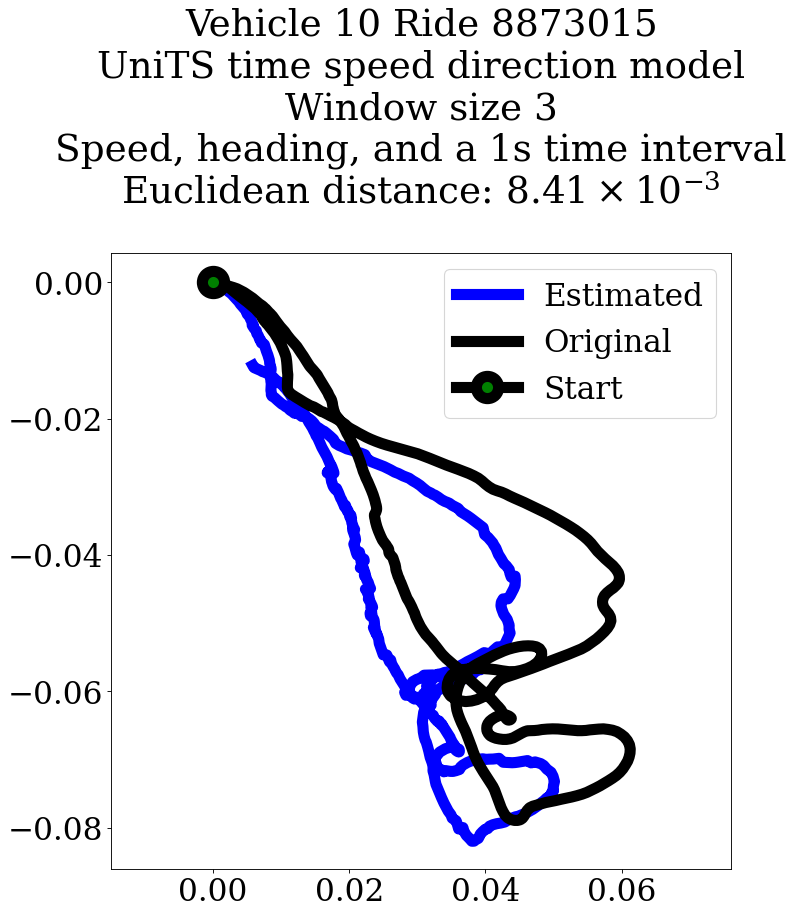 Vehicle 10 Ride 8873015
UniTS time speed direction model
Window size 3
Speed, heading, and a 1s time interval
Euclidean distance: 8.41 × 10⁻³
Estimated
Original
Start
0.00
−0.02
−0.04
−0.06
−0.08
0.00 0.02 0.04 0.06